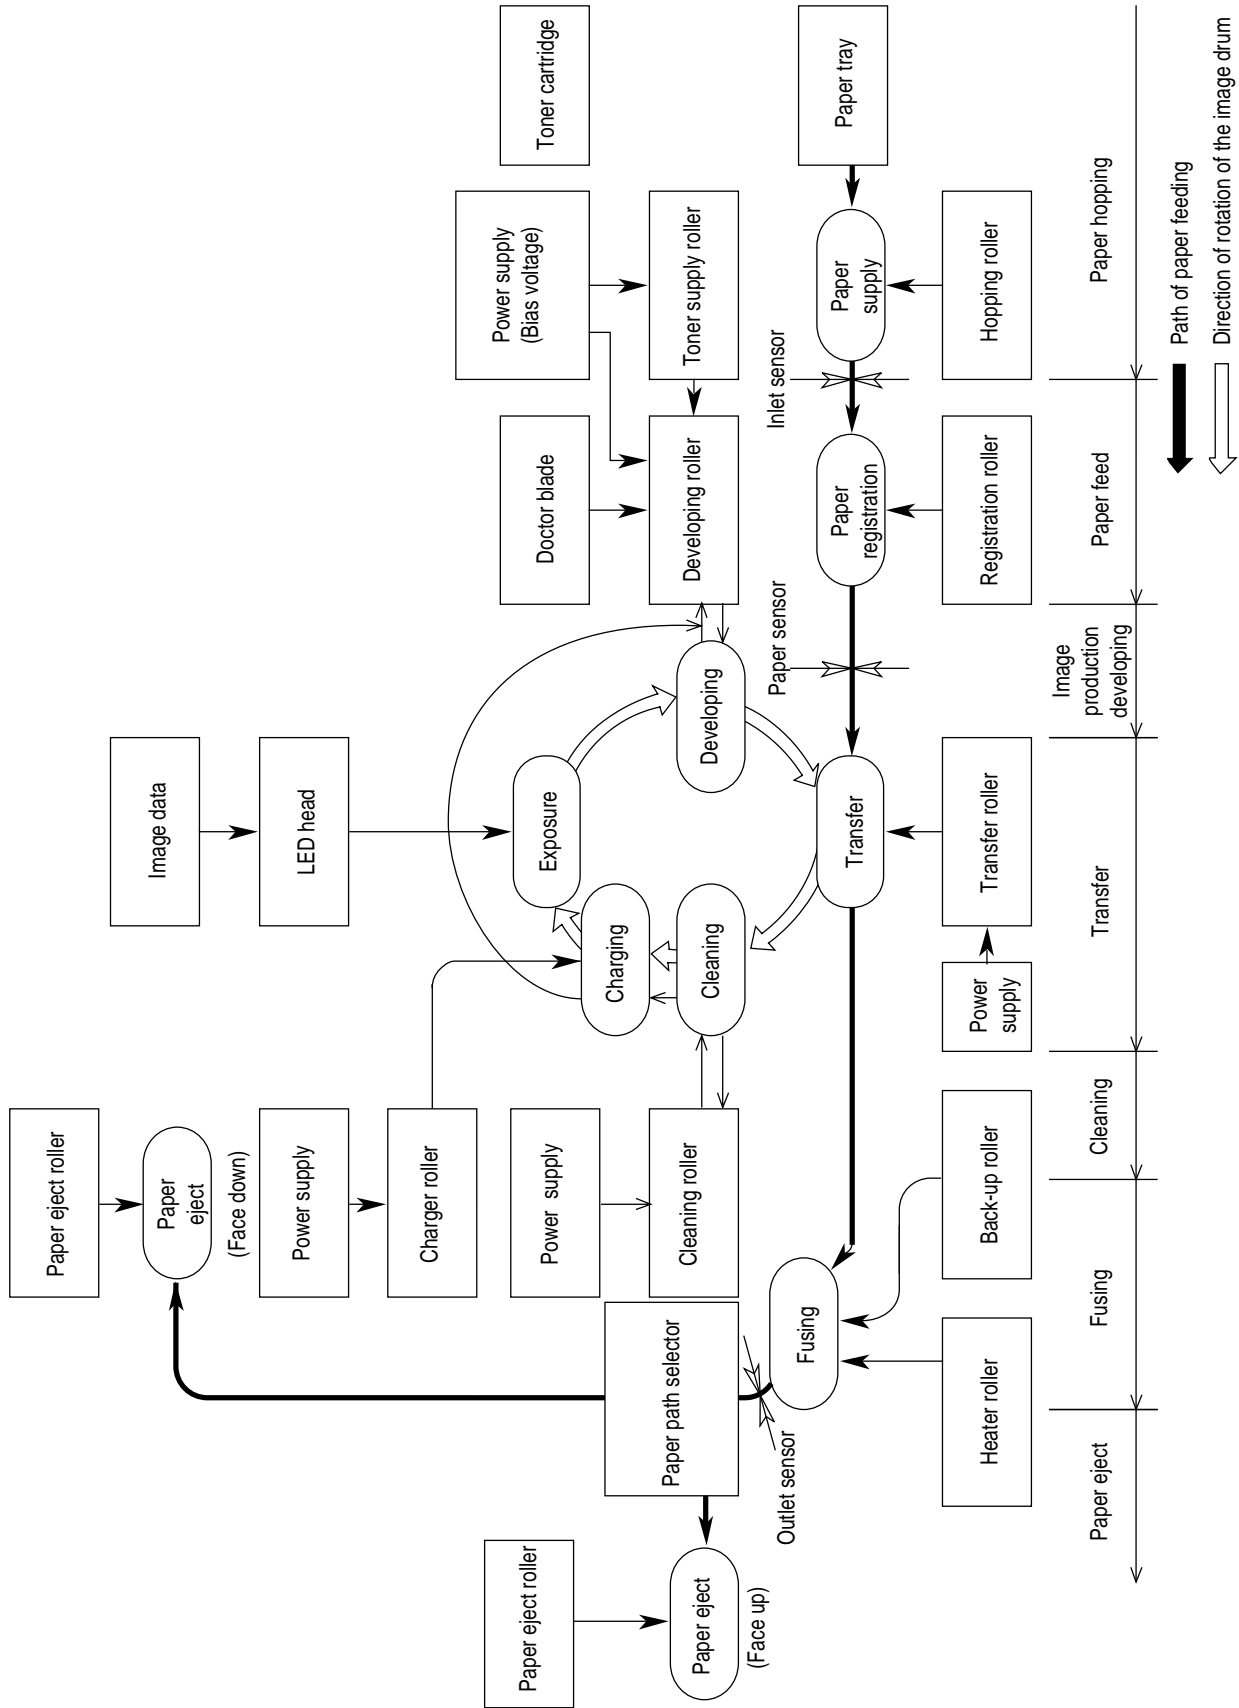 Paper eject roller
Paper
eject
(Face down)
Image data
Power supply
LED head
Charger roller
Power supply
(Bias voltage)
Toner cartridge
Paper eject roller
Power supply
Exposure
Doctor blade
Charging
Paper path selector
Cleaning roller
Cleaning
Developing
Developing roller
Toner supply roller
Paper eject
(Face up)
Outlet sensor
Fusing
Paper sensor
Inlet sensor
Transfer
Paper
registration
Paper
supply
Paper tray
Heater roller
Back-up roller
Power
supply
Transfer roller
Registration roller
Hopping roller
Paper eject
Fusing
Cleaning
Transfer
Image
production
developing
Paper feed
Paper hopping
Path of paper feeding
Direction of rotation of the image drum